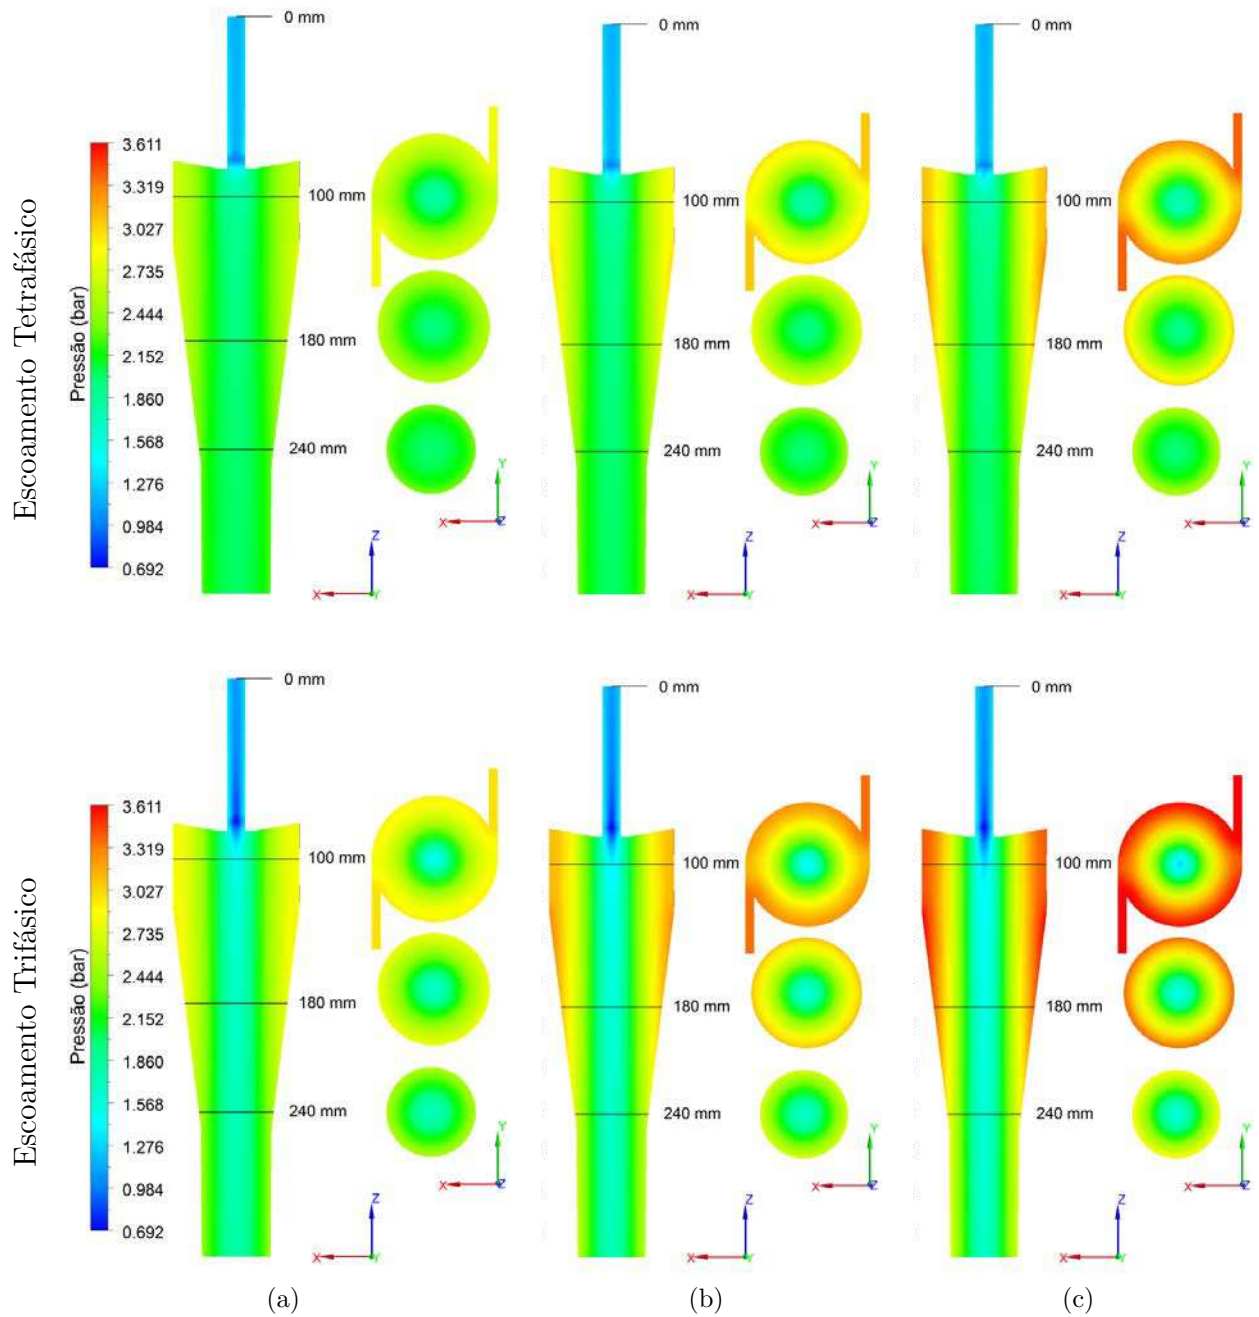 Escoamento Tetrafásico
Pressão (bar)
3.611
3.319
3.027
2.735
2.444
2.152
1.860
1.568
1.276
0.984
0.692
0 mm
100 mm
180 mm
240 mm
X
Y
Z
Y
X
Z
0 mm
100 mm
180 mm
240 mm
X
Y
Z
Y
X
Z
0 mm
100 mm
180 mm
240 mm
X
Y
Z
Y
X
Z
Escoamento Trifásico
Pressão (bar)
3.611
3.319
3.027
2.735
2.444
2.152
1.860
1.568
1.276
0.984
0.692
0 mm
100 mm
180 mm
240 mm
X
Y
Z
Y
X
Z
0 mm
100 mm
180 mm
240 mm
X
Y
Z
Y
X
Z
0 mm
100 mm
180 mm
240 mm
X
Y
Z
Y
X
Z
(a)
(b)
(c)